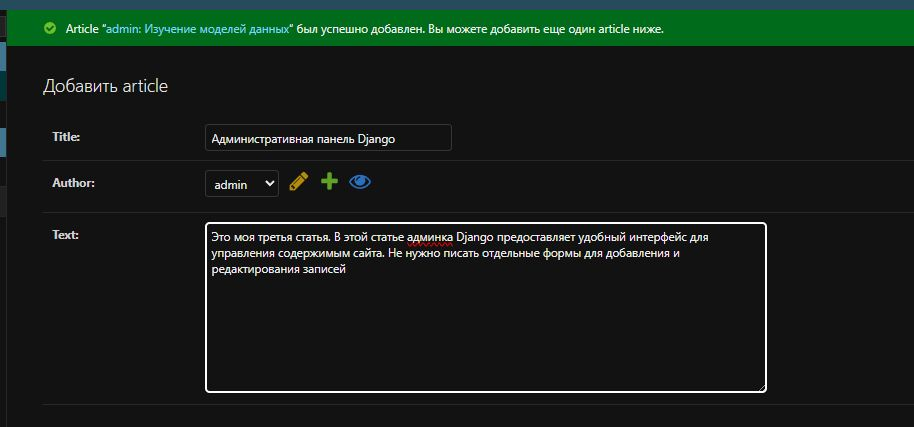 Article “admin: Изучение моделей данных” был успешно добавлен. Вы можете добавить еще один article ниже.
Добавить article
Title:
Административная панель Django
Author:
admin
Text:
Это моя третья статья. В этой статье админка Django предоставляет удобный интерфейс для
управления содержимым сайта. Не нужно писать отдельные формы для добавления и
редактирования записей